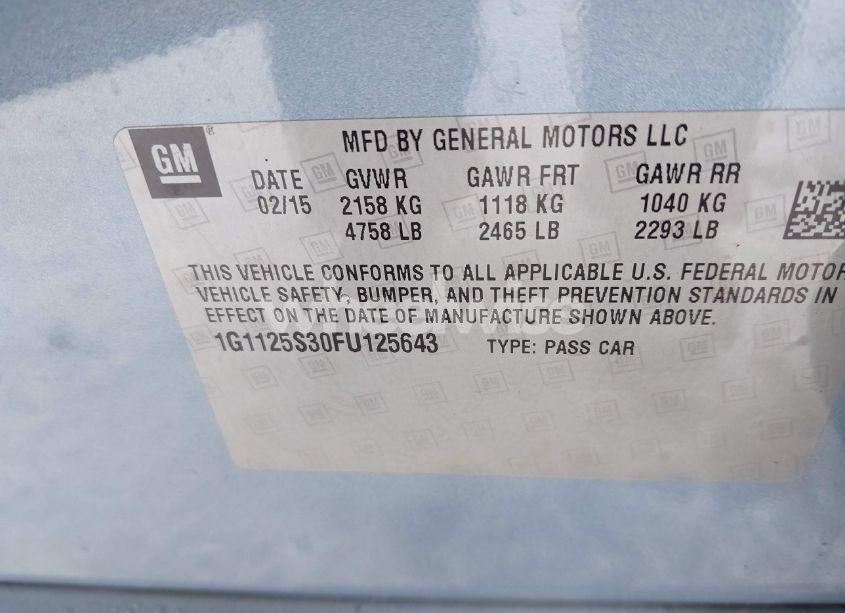 GM
MFD BY GENERAL MOTORS LLC
DATE GVWR GAWR FRT GAWR RR
02/15 2158 KG 1118 KG 1040 KG
4758 LB 2465 LB 2293 LB
THIS VEHICLE CONFORMS TO ALL APPLICABLE U.S. FEDERAL MOTOR
VEHICLE SAFETY, BUMPER, AND THEFT PREVENTION STANDARDS IN
EFFECT ON THE DATE OF MANUFACTURE SHOWN ABOVE.
1G1125S30FU125643 TYPE: PASS CAR